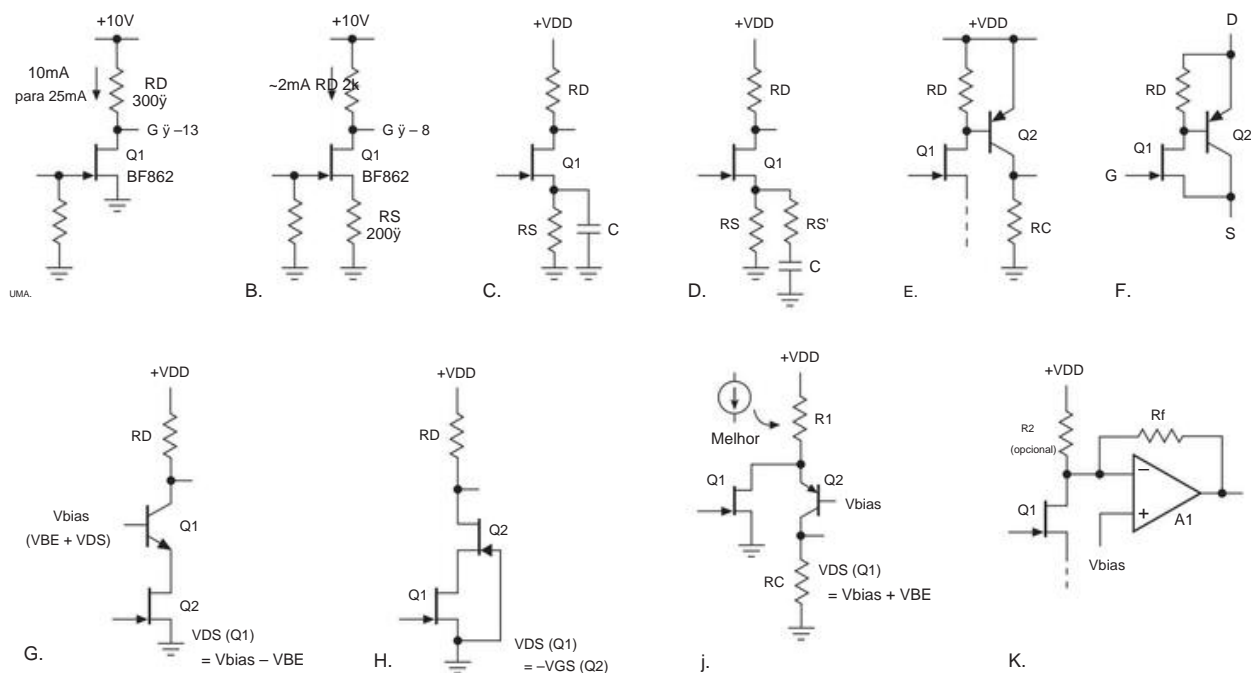 +10V
10mA
para 25mA
RD
300ÿ
G ÿ –13
Q1
BF862
UMA.
+10V
~2mA RD 2k
G ÿ – 8
Q1
BF862
RS
200ÿ
B.
+VDD
RD
Q1
RS
C
C.
+VDD
RD
Q1
RS
RS'
C
D.
+VDD
RD
Q2
Q1
RC
E.
D
RD
Q1
Q2
G
S
F.
+VDD
RD
Vbias
(VBE + VDS)
Q1
Q2
VDS (Q1)
= Vbias – VBE
G.
+VDD
RD
Q2
Q1
VDS (Q1)
= –VGS (Q2)
H.
+VDD
R1
Melhor
Q1
Q2
Vbias
RC
VDS (Q1)
= Vbias + VBE
j.
+VDD
R2
(opcional)
Rf
–
+
A1
Q1
Vbias
K.